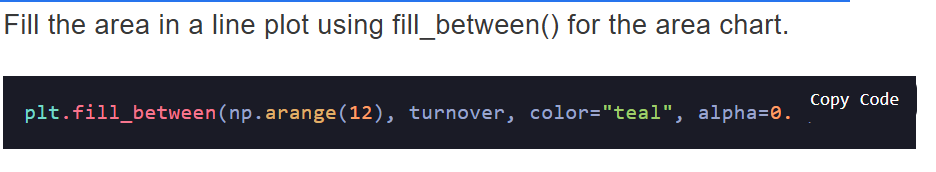 Fill the area in a line plot using fill_between() for the area chart.
Copy Code
plt.fill_between(np.arange(12), turnover, color="teal", alpha=0.